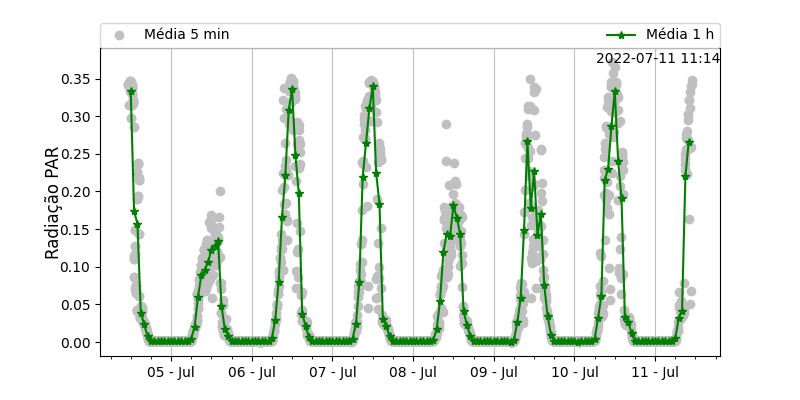 Média 5 min
Média 1 h
2022-07-11 11:14
Radiação PAR
0.35
0.30
0.25
0.20
0.15
0.10
0.05
0.00
05 - Jul
06 - Jul
07 - Jul
08 - Jul
09 - Jul
10 - Jul
11 - Jul